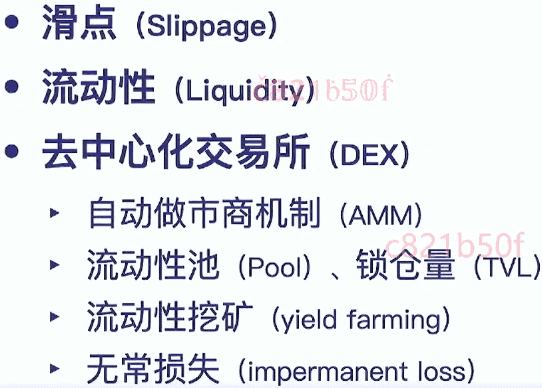 • 滑点（Slippage）
• 流动性（Liquidity）
c821b50f
• 去中心化交易所（DEX）
▸ 自动做市商机制（AMM）
c821b50f
▸ 流动性池（Pool）、锁仓量（TVL）
▸ 流动性挖矿（yield farming）
▸ 无常损失（impermanent loss）